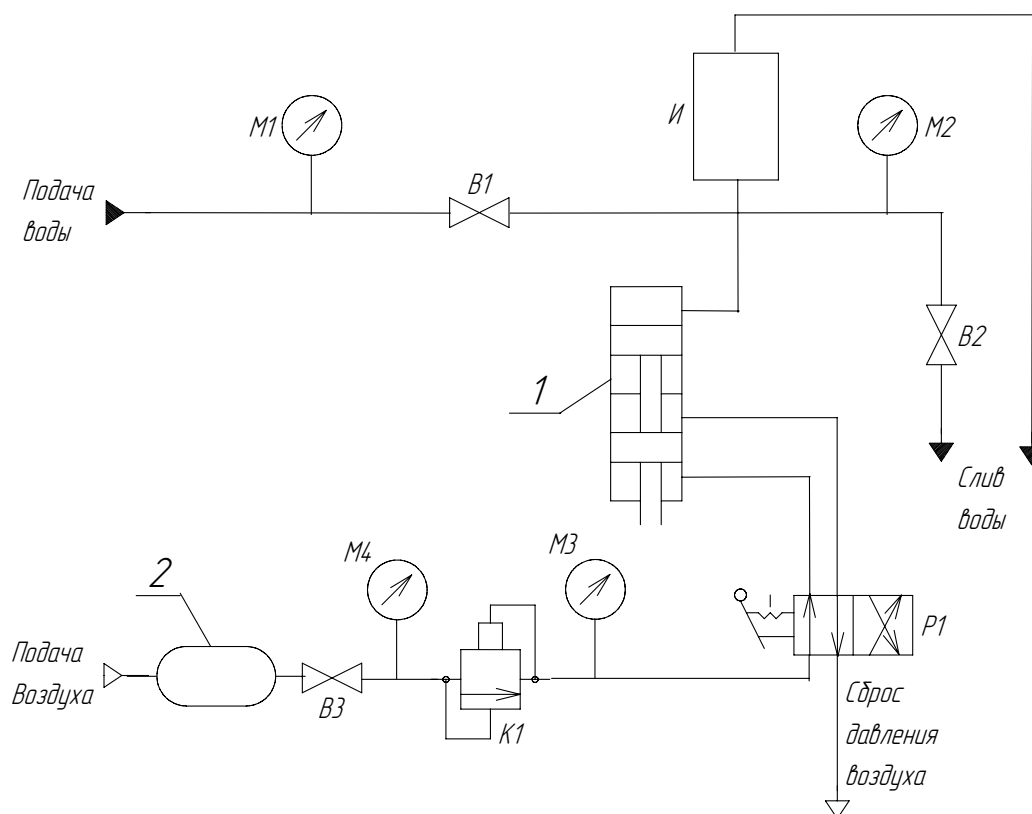 М1
И
М2
Подача
воды
В1
В2
1
Слив
воды
М4
М3
2
Р1
Подача
Воздуха
В3
К1
Сброс
давления
воздуха